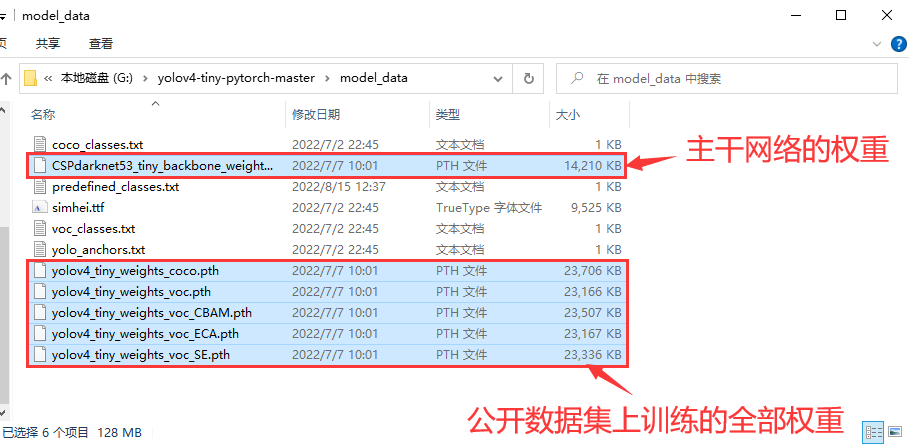 model_data
共享 查看
« 本地磁盘 (G:) › yolov4-tiny-pytorch-master › model_data
在 model_data 中搜索
名称 修改日期 类型 大小
coco_classes.txt 2022/7/2 22:45 文本文档 1 KB
CSPdarknet53_tiny_backbone_weight... 2022/7/7 10:01 PTH 文件 14,210 KB
主干网络的权重
predefined_classes.txt 2022/8/15 12:37 文本文档 1 KB
simhei.ttf 2022/7/2 22:45 TrueType 字体文件 9,525 KB
voc_classes.txt 2022/7/2 22:45 文本文档 1 KB
yolo_anchors.txt 2022/7/2 22:45 文本文档 1 KB
yolov4_tiny_weights_coco.pth 2022/7/7 10:01 PTH 文件 23,706 KB
yolov4_tiny_weights_voc.pth 2022/7/7 10:01 PTH 文件 23,166 KB
yolov4_tiny_weights_voc_CBAM.pth 2022/7/7 10:01 PTH 文件 23,507 KB
yolov4_tiny_weights_voc_ECA.pth 2022/7/7 10:01 PTH 文件 23,167 KB
yolov4_tiny_weights_voc_SE.pth 2022/7/7 10:01 PTH 文件 23,336 KB
公开数据集上训练的全部权重
已选择 6 个项目 128 MB